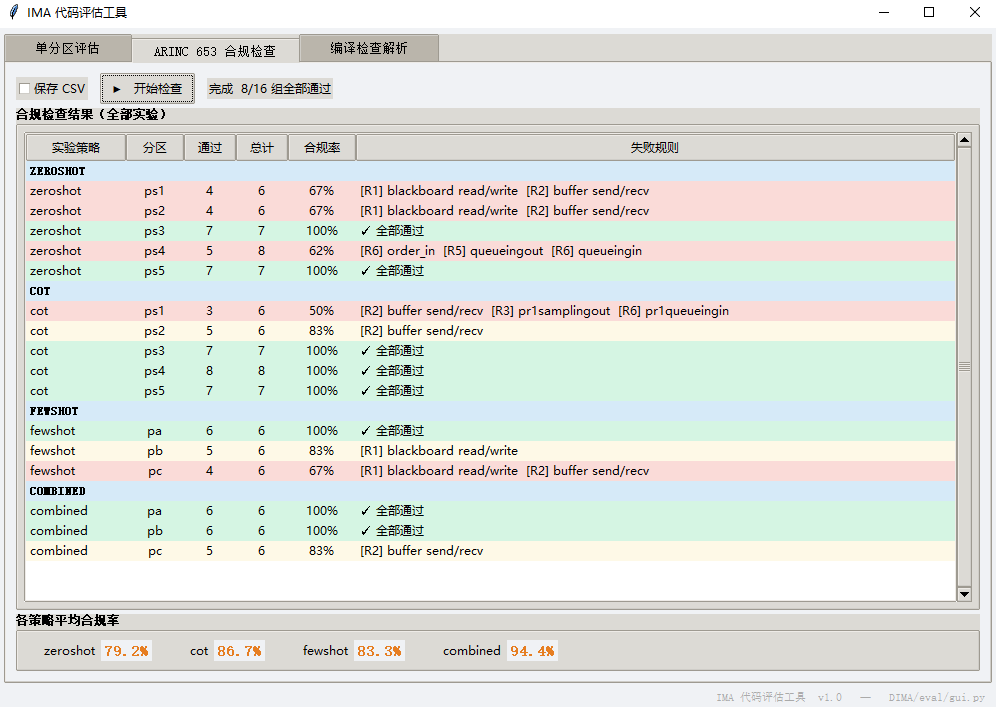 IMA 代码评估工具
单分区评估 ARINC 653 合规检查 编译检查解析
保存 CSV ▶ 开始检查 完成 8/16 组全部通过
合规检查结果（全部实验）
实验策略 分区 通过 总计 合规率 失败规则
ZEROSHOT
zeroshot ps1 4 6 67% [R1] blackboard read/write [R2] buffer send/recv
zeroshot ps2 4 6 67% [R1] blackboard read/write [R2] buffer send/recv
zeroshot ps3 7 7 100% ✓ 全部通过
zeroshot ps4 5 8 62% [R6] order_in [R5] queueingout [R6] queueingin
zeroshot ps5 7 7 100% ✓ 全部通过
COT
cot ps1 3 6 50% [R2] buffer send/recv [R3] pr1samplingout [R6] pr1queueingin
cot ps2 5 6 83% [R2] buffer send/recv
cot ps3 7 7 100% ✓ 全部通过
cot ps4 8 8 100% ✓ 全部通过
cot ps5 7 7 100% ✓ 全部通过
FEWSHOT
fewshot pa 6 6 100% ✓ 全部通过
fewshot pb 5 6 83% [R1] blackboard read/write
fewshot pc 4 6 67% [R1] blackboard read/write [R2] buffer send/recv
COMBINED
combined pa 6 6 100% ✓ 全部通过
combined pb 6 6 100% ✓ 全部通过
combined pc 5 6 83% [R2] buffer send/recv
各策略平均合规率
zeroshot 79.2% cot 86.7% fewshot 83.3% combined 94.4%
IMA 代码评估工具 v1.0 — DIMA/eval/gui.py